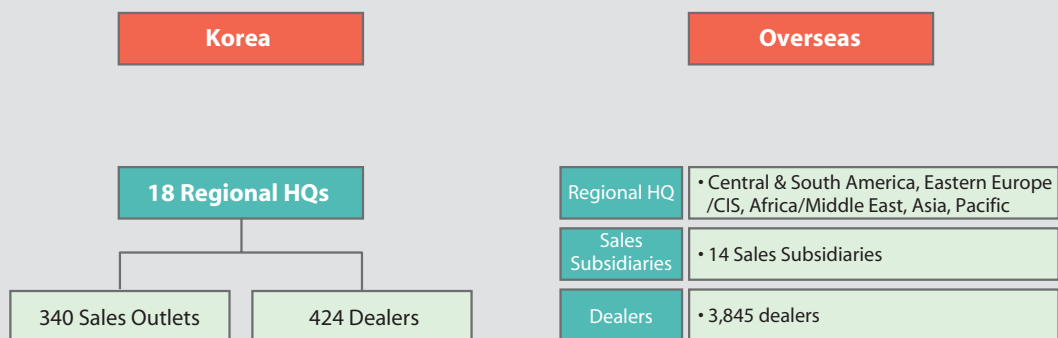 Korea
18 Regional HQs
340 Sales Outlets
424 Dealers
Overseas
Regional HQ
• Central & South America, Eastern Europe
/CIS, Africa/Middle East, Asia, Pacific
Sales
Subsidiaries
• 14 Sales Subsidiaries
Dealers
• 3,845 dealers